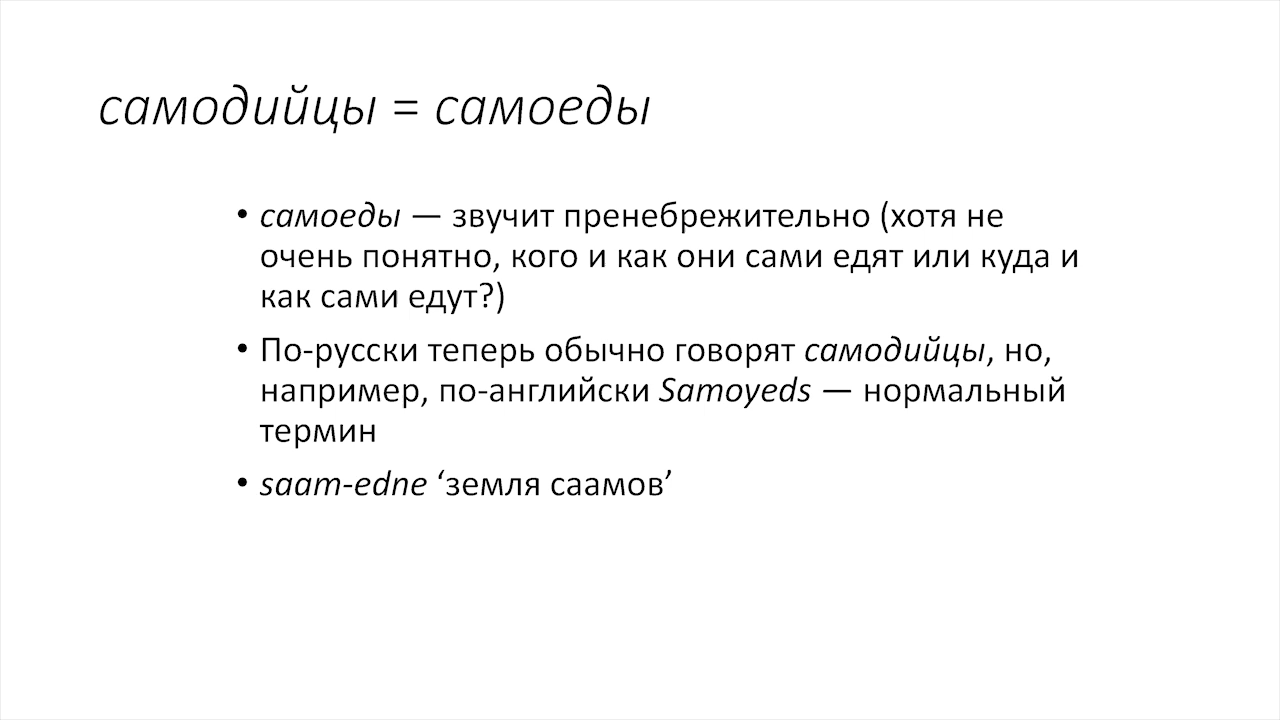 самодийцы = самоеды
• самоеды — звучит пренебрежительно (хотя не
очень понятно, кого и как они сами едят или куда и
как сами едут?)
• По-русски теперь обычно говорят самодийцы, но,
например, по-английски Samoyeds — нормальный
термин
• saam-edne ‘земля саамов’